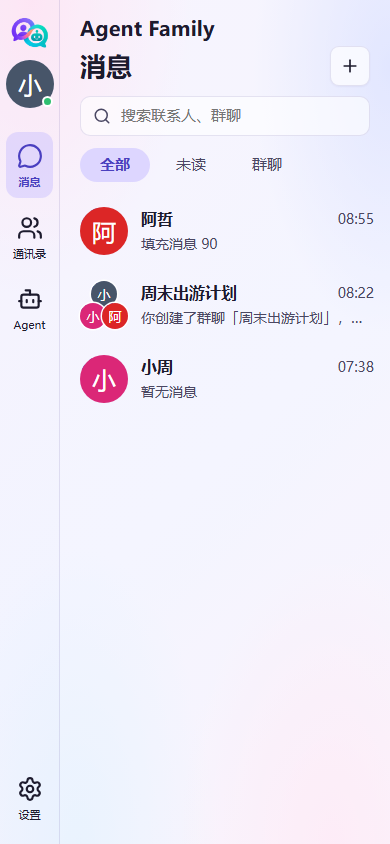 Agent Family
消息
小
搜索联系人、群聊
全部 未读 群聊
消息
通讯录
Agent
阿
阿哲 08:55
填充消息 90
小
小 阿
周末出游计划 08:22
你创建了群聊「周末出游计划」，...
小
小周 07:38
暂无消息
设置